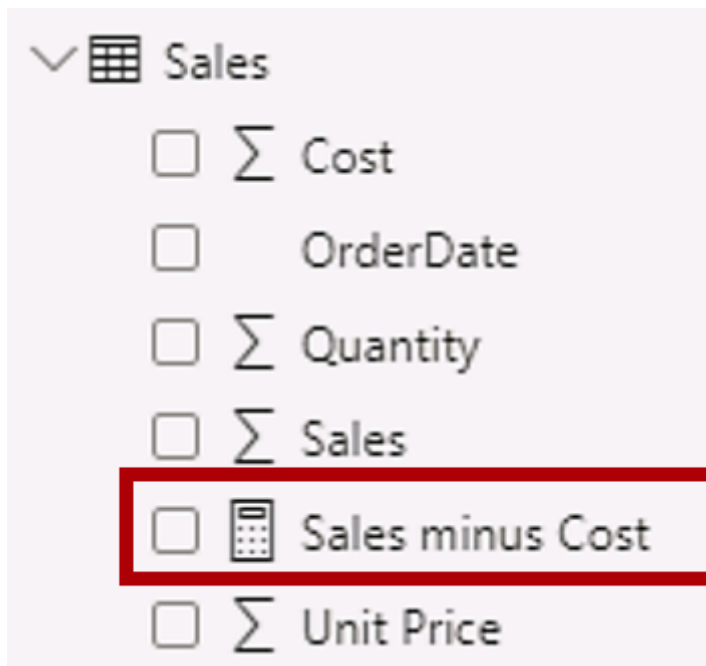 Sales
Cost
OrderDate
Quantity
Sales
Sales minus Cost
Unit Price